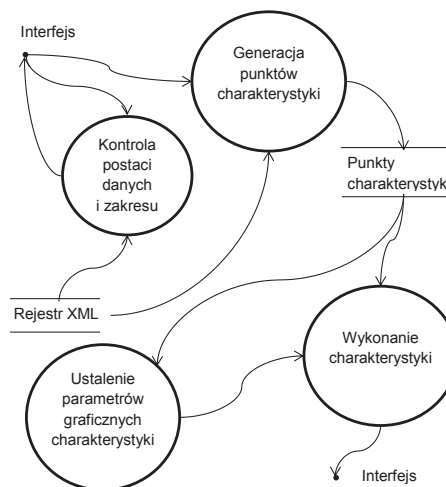 Interfejs
Generacja
punktów
charakterystyki
Kontrola
postaci
danych
i zakresu
Punkty
charakterystyk
Rejestr XML
Wykonanie
charakterystyki
Ustalenie
parametrów
graficznych
charakterystyki
Interfejs